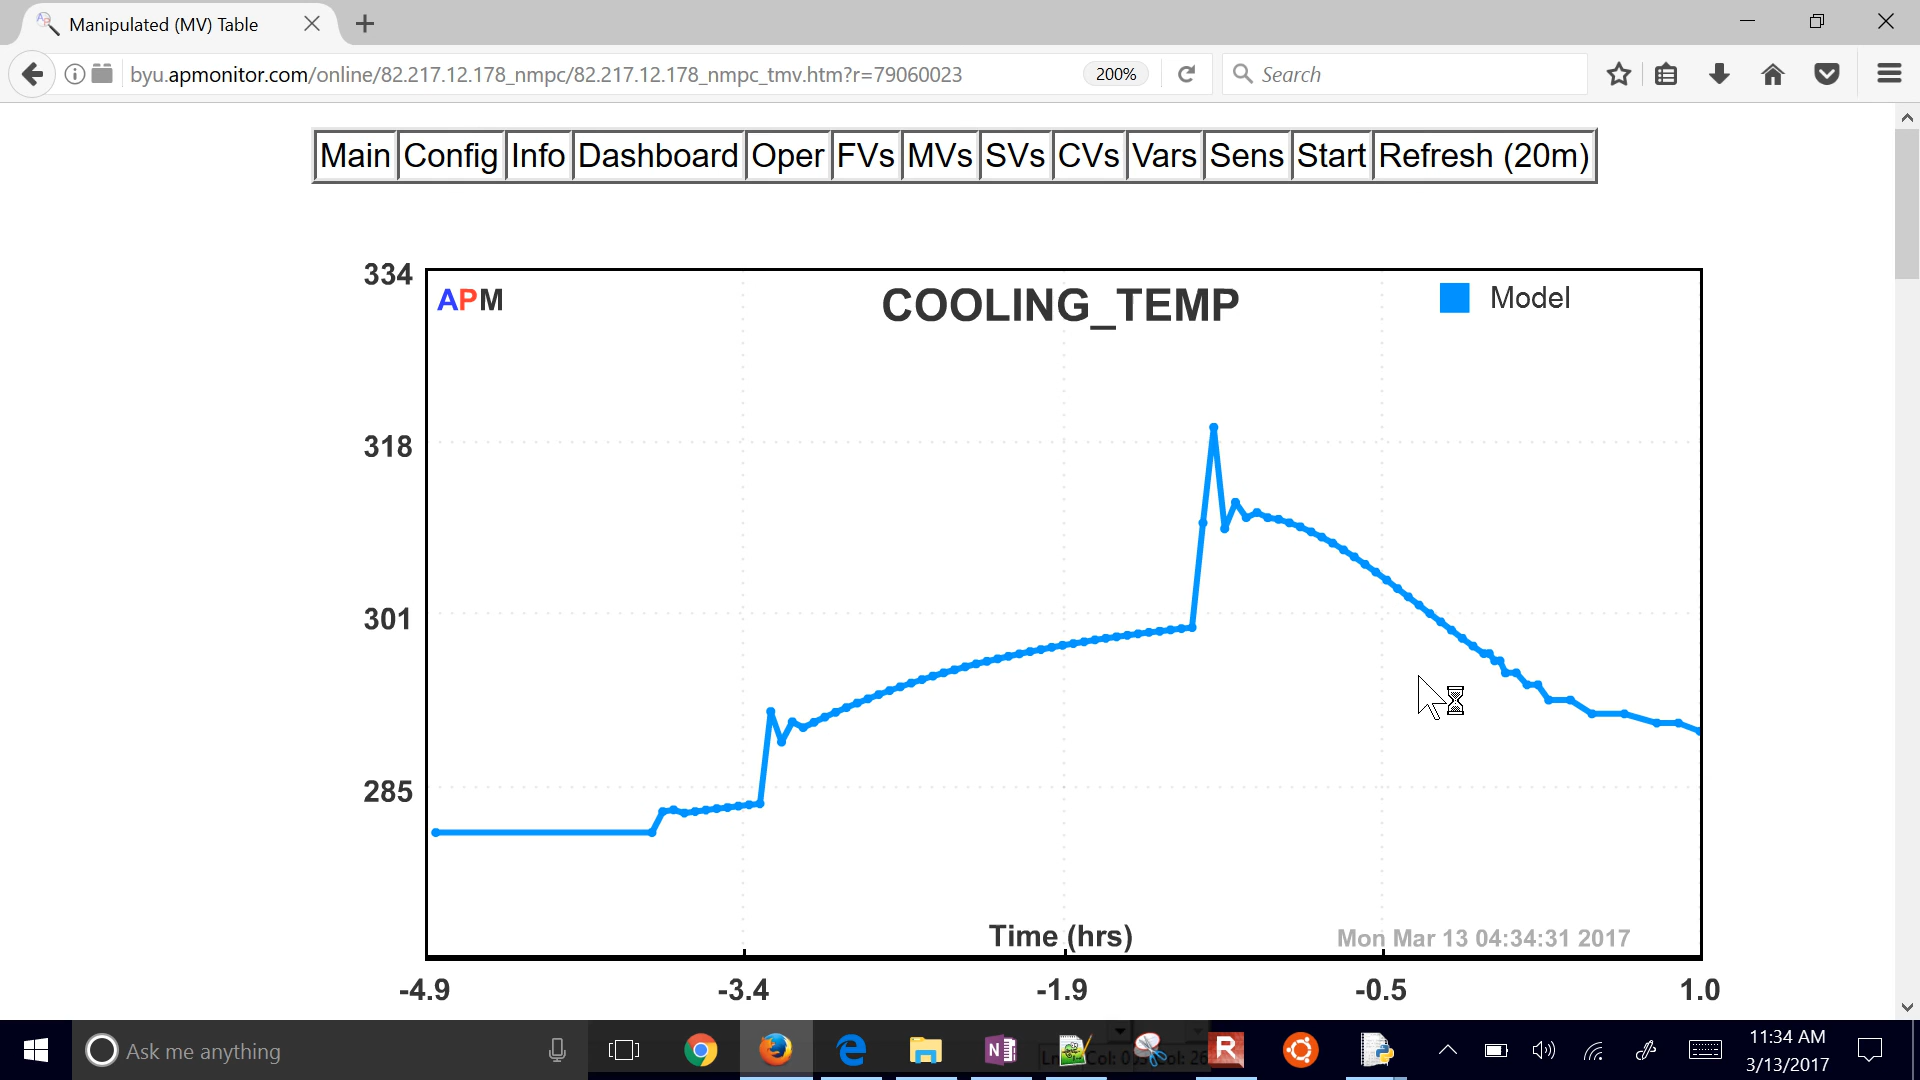 Manipulated (MV) Table
byu.apmonitor.com/online/82.217.12.178_nmpc/82.217.12.178_nmpc_tmv.htm?r=79060023
200%
Search
Main Config Info Dashboard Oper FVs MVs SVs CVs Vars Sens Start Refresh (20m)
334
APM
COOLING_TEMP
Model
318
301
285
Time (hrs)
Mon Mar 13 04:34:31 2017
-4.9 -3.4 -1.9 -0.5 1.0
Ask me anything
11:34 AM
3/13/2017